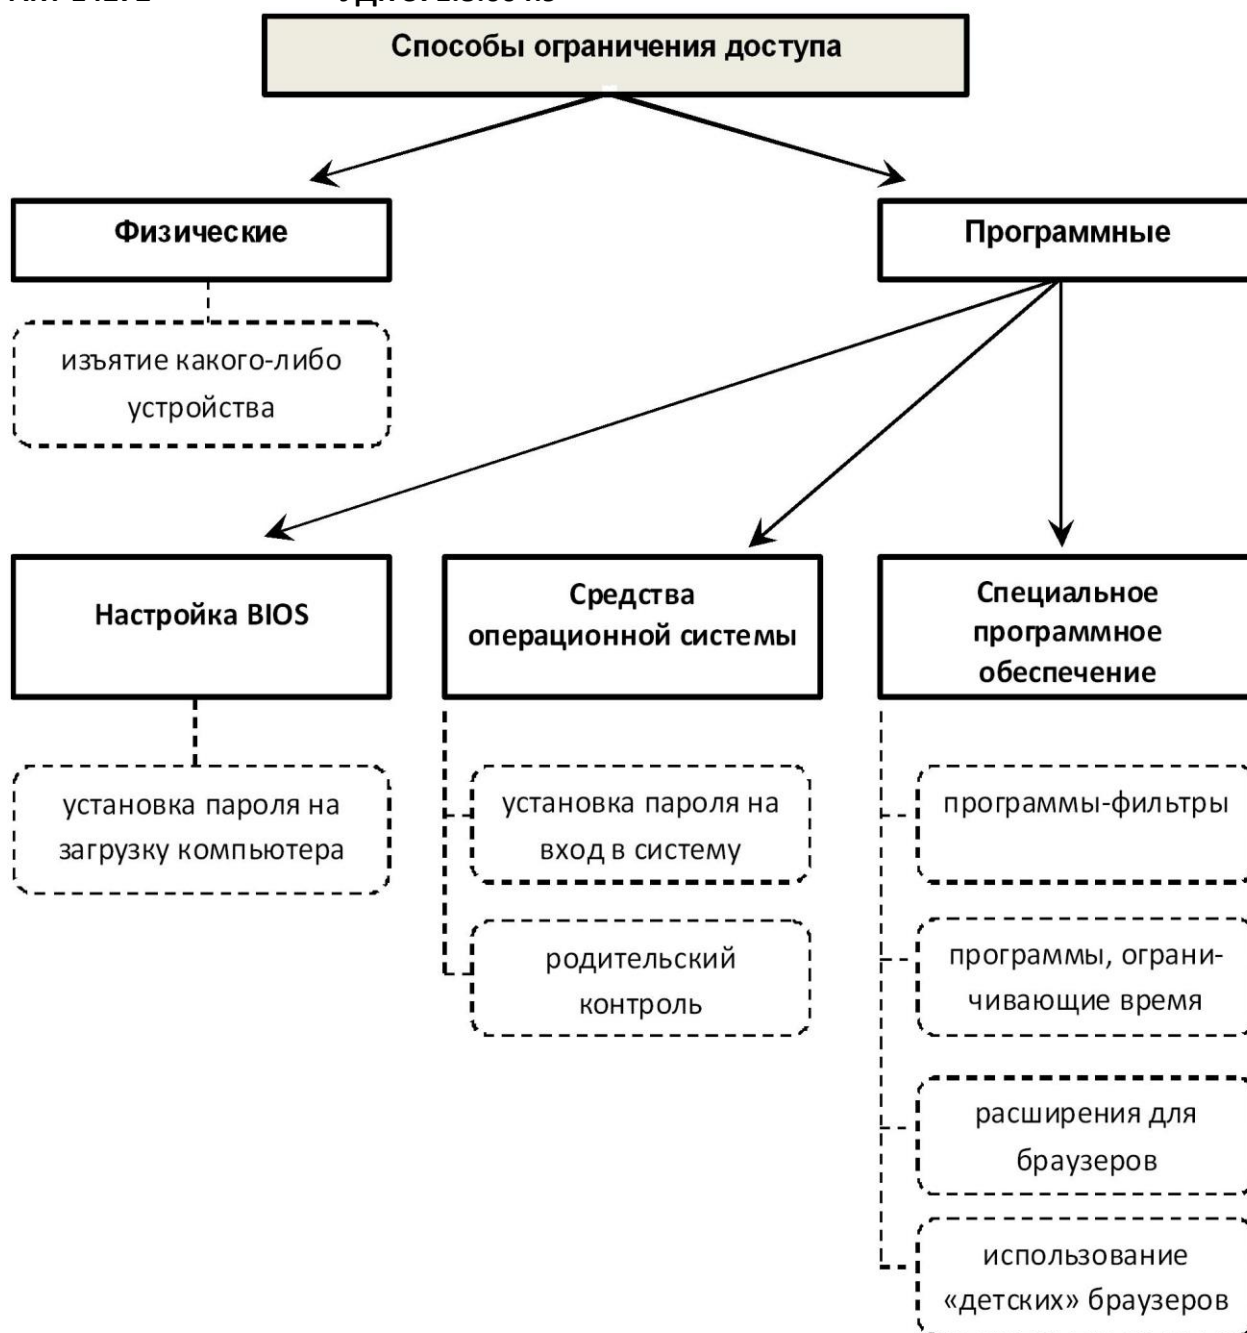 Способы ограничения доступа
Физические
Программные
изъятие какого-либо
устройства
Настройка BIOS
Средства
операционной системы
Специальное
программное
обеспечение
установка пароля на
загрузку компьютера
установка пароля на
вход в систему
родительский
контроль
программы-фильтры
программы, ограни-
чивающие время
расширения для
браузеров
использование
«детских» браузеров